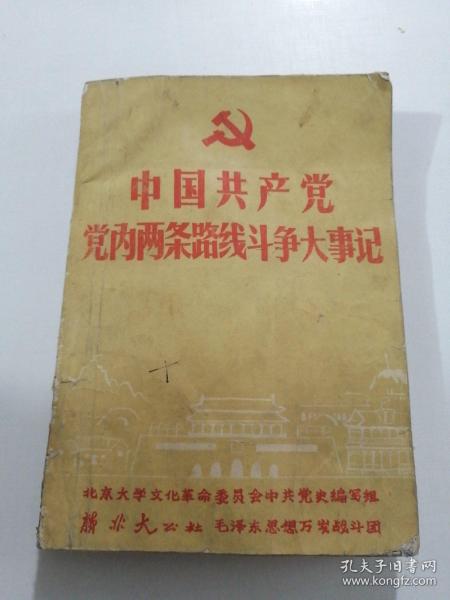 中国共产党
党内两条路线斗争大事记
北京大学文化革命委员会中共党史编写组
新北大公社 毛泽东思想万岁战斗团
孔夫子旧书网
www.kongfz.com